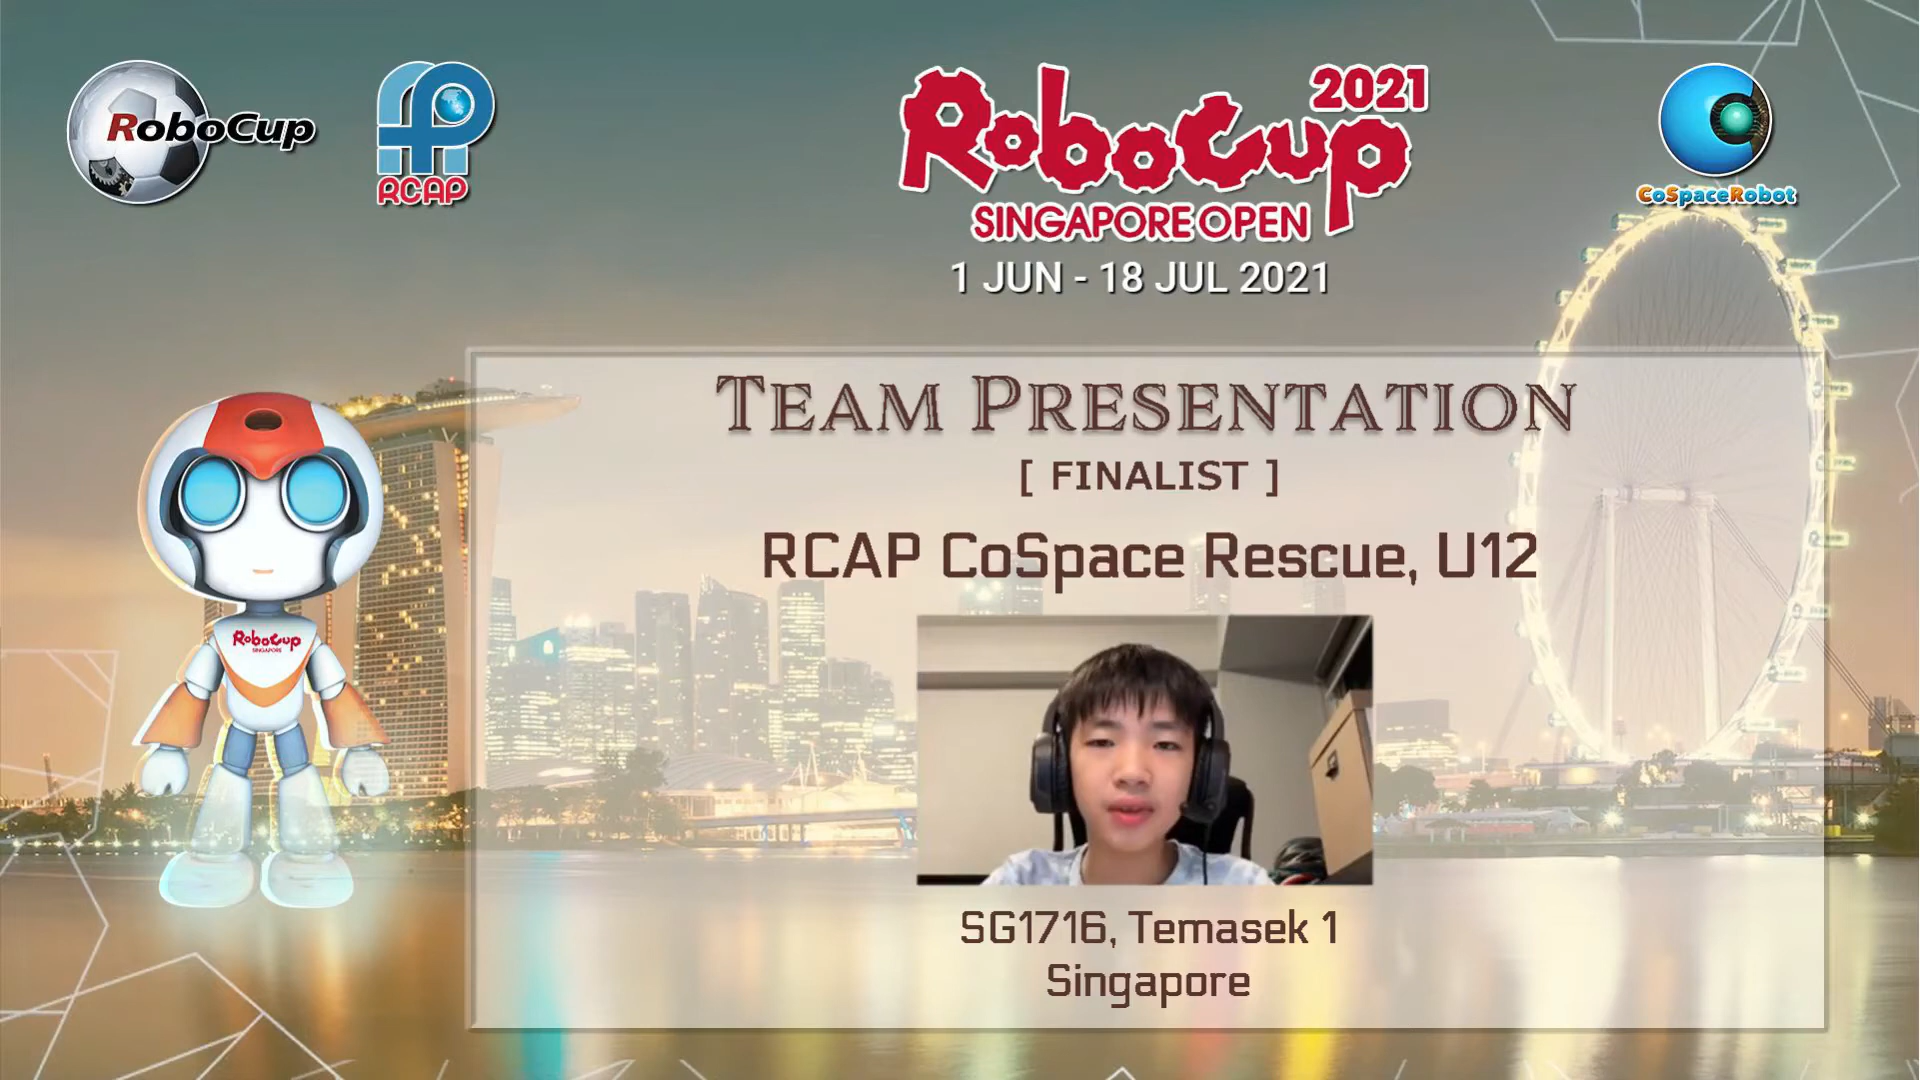 RoboCup
RCAP
RoboCup 2021
SINGAPORE OPEN
1 JUN - 18 JUL 2021
CoSpaceRobot
TEAM PRESENTATION
[ FINALIST ]
RCAP CoSpace Rescue, U12
RoboCup
SINGAPORE
SG1716, Temasek 1
Singapore